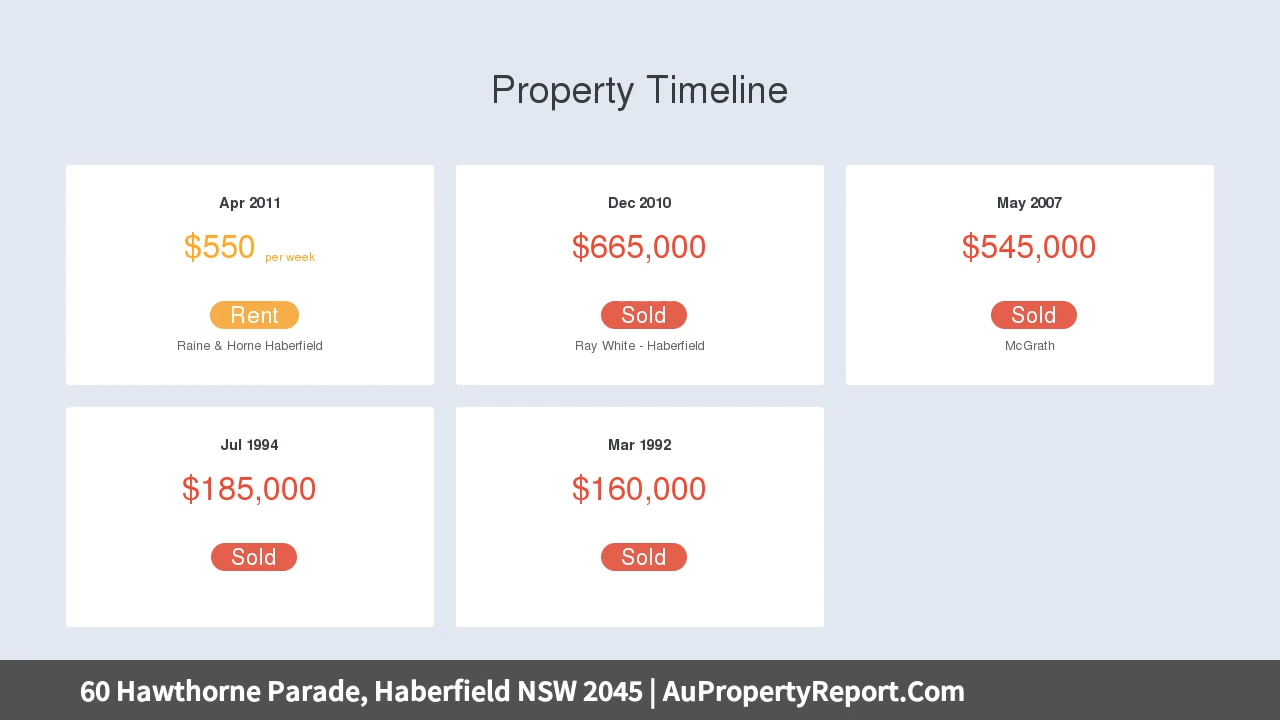 Property Timeline
Apr 2011
$550 per week
Rent
Raine & Horne Haberfield
Dec 2010
$665,000
Sold
Ray White - Haberfield
May 2007
$545,000
Sold
McGrath
Jul 1994
$185,000
Sold
Mar 1992
$160,000
Sold
60 Hawthorne Parade, Haberfield NSW 2045 | AuPropertyReport.Com